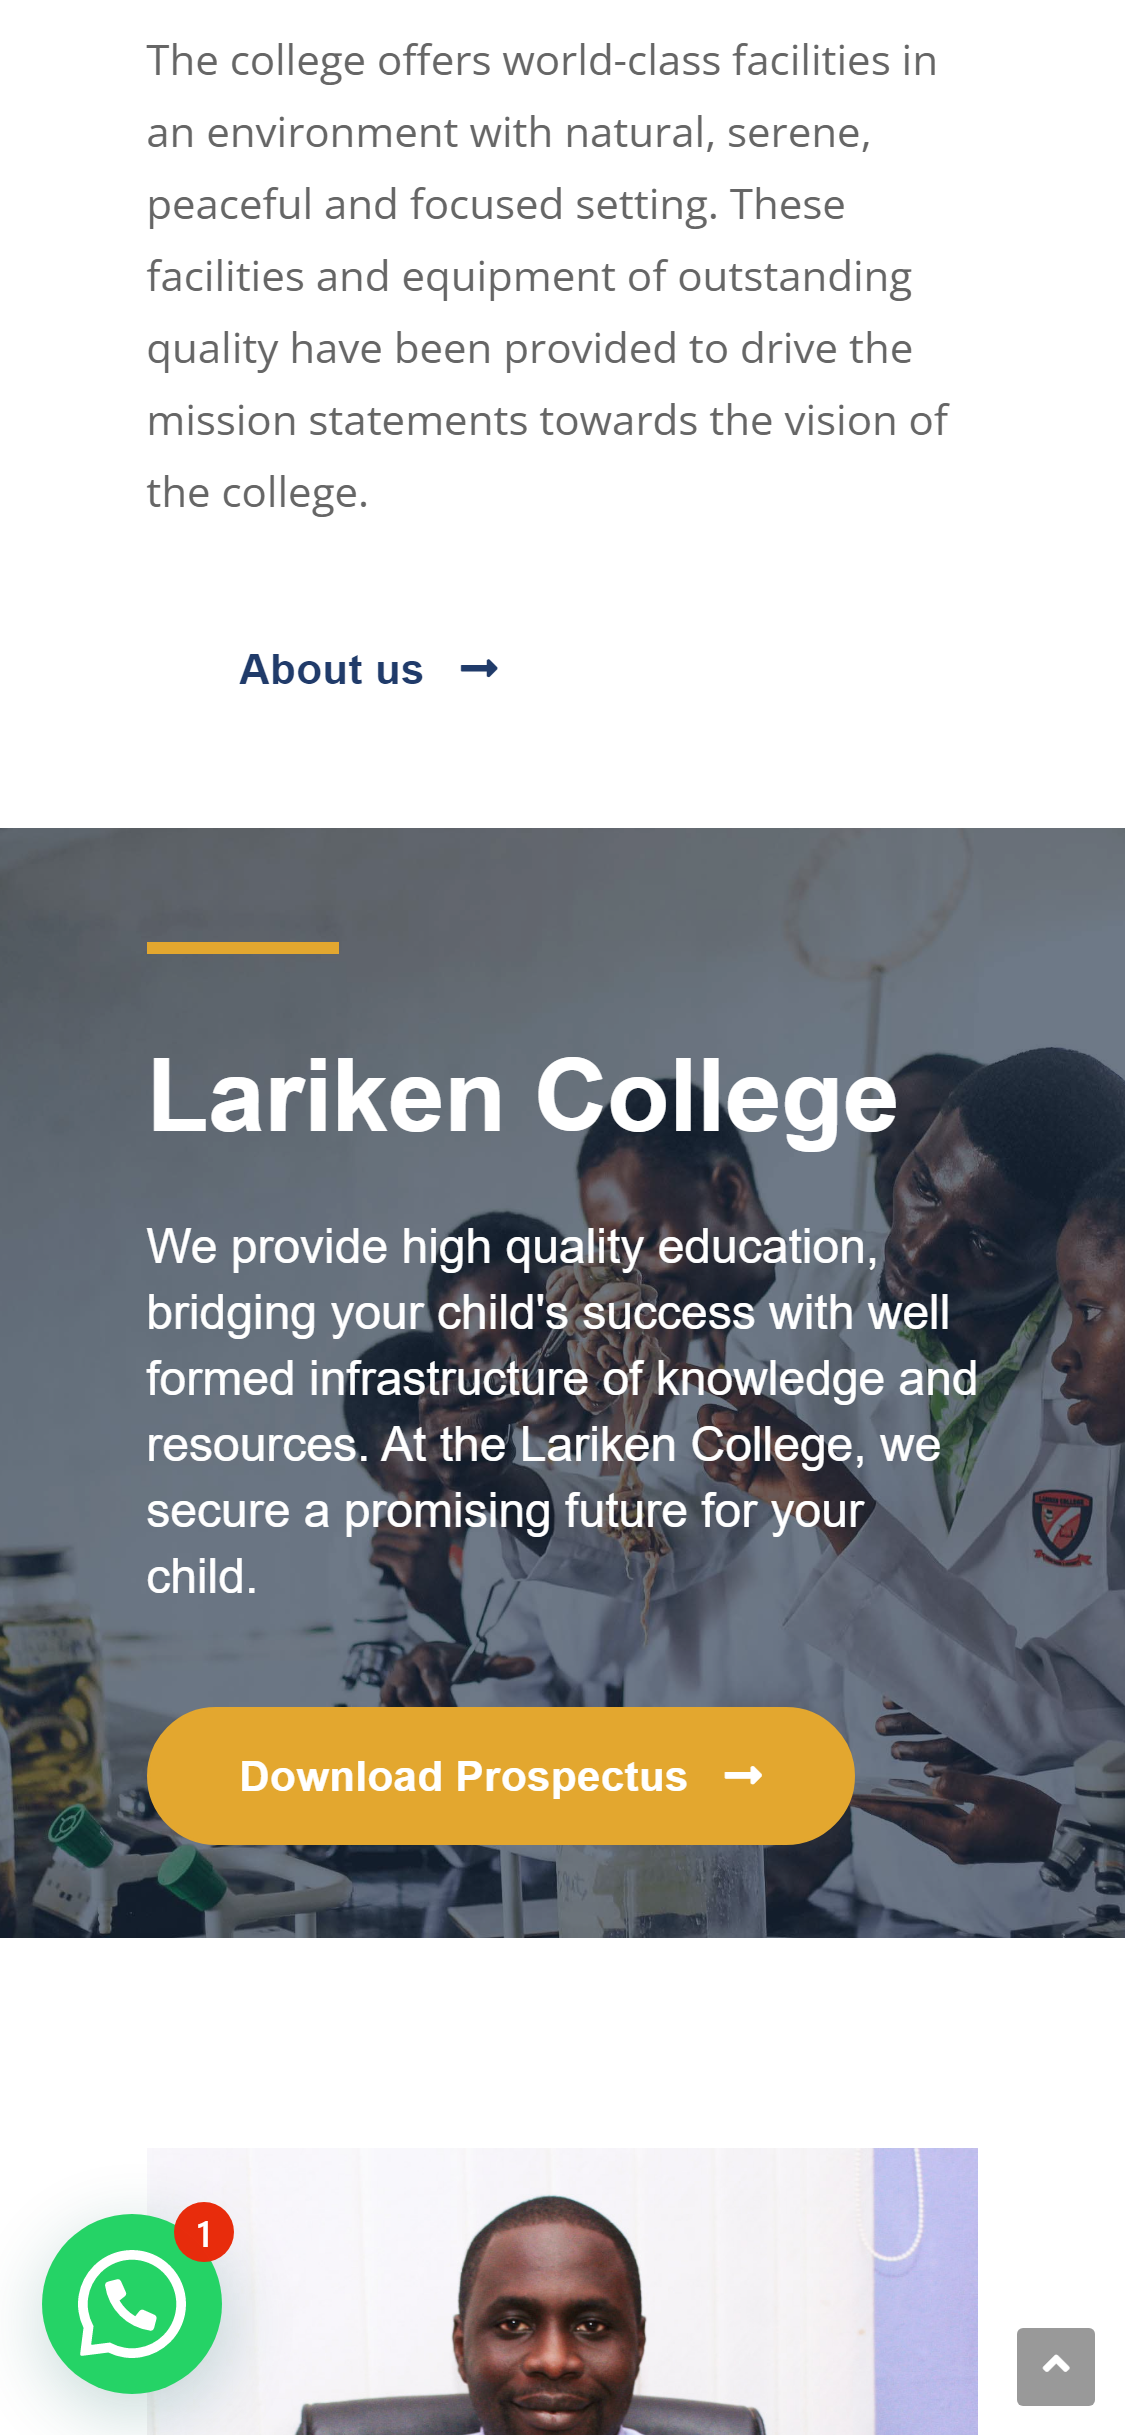 The college offers world-class facilities in
an environment with natural, serene,
peaceful and focused setting. These
facilities and equipment of outstanding
quality have been provided to drive the
mission statements towards the vision of
the college.
About us
Lariken College
We provide high quality education,
bridging your child's success with well
formed infrastructure of knowledge and
resources. At the Lariken College, we
secure a promising future for your
child.
LARIKEN COLLEGE
Download Prospectus
1